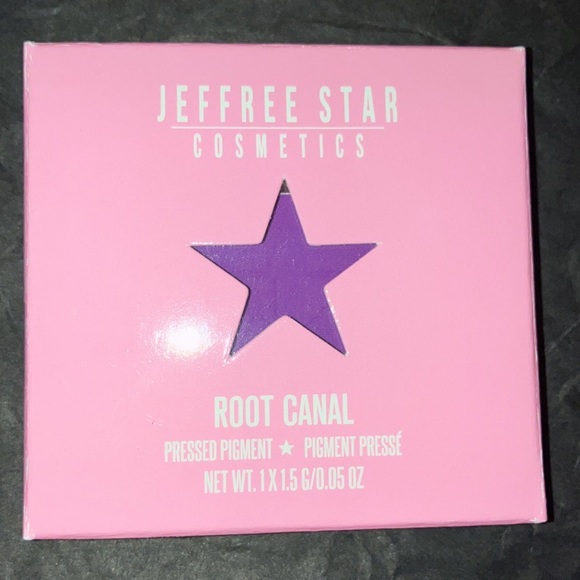 JEFFREE STAR
COSMETICS
ROOT CANAL
PRESSED PIGMENT ★ PIGMENT PRESSÉ
NET WT. 1 X 1.5 G/0.05 OZ